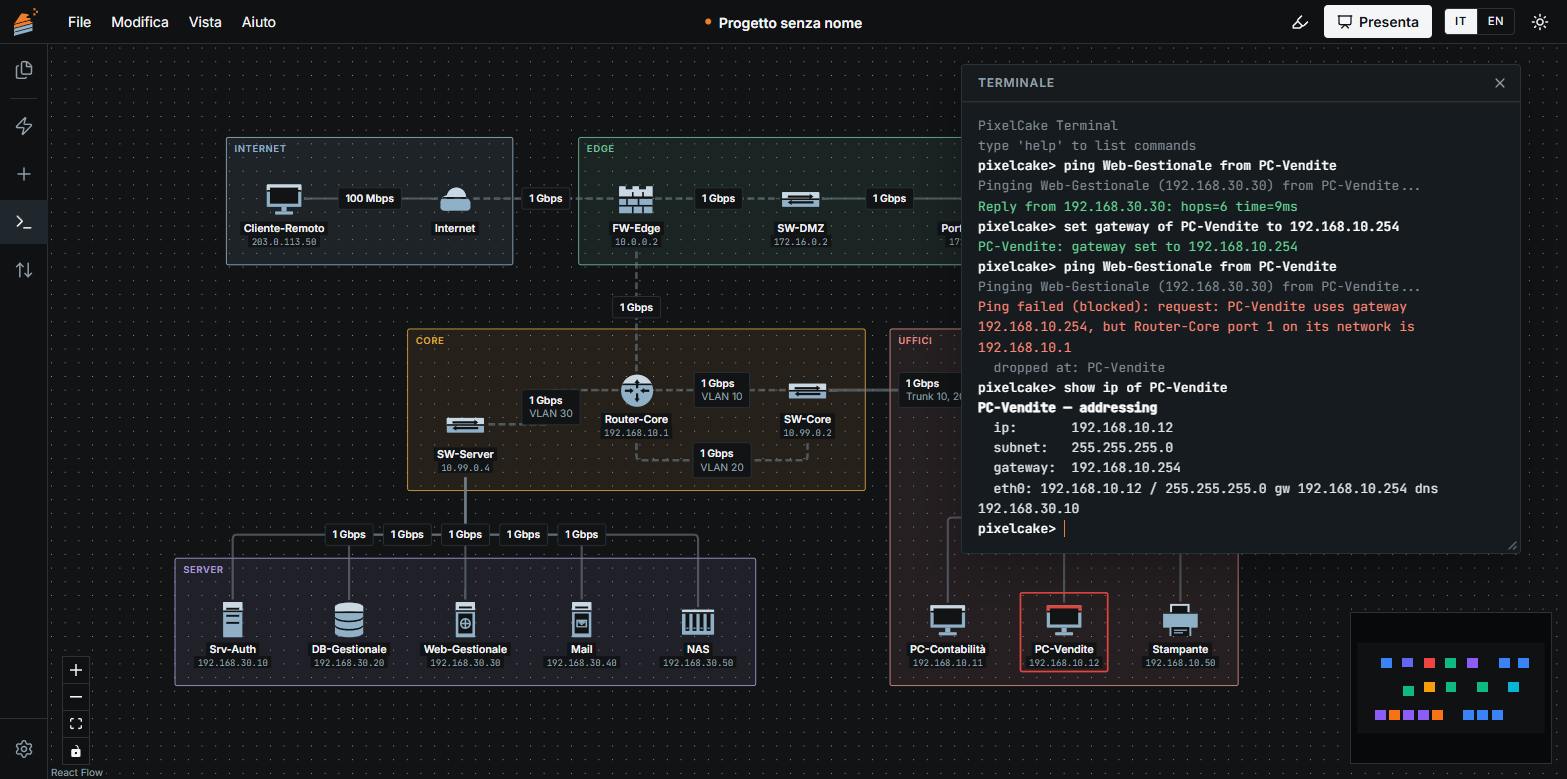 File Modifica Vista Aiuto
Progetto senza nome
Presenta
IT EN
TERMINALE
PixelCake Terminal
type 'help' to list commands
pixelcake> ping Web-Gestionale from PC-Vendite
Pinging Web-Gestionale (192.168.30.30) from PC-Vendite...
Reply from 192.168.30.30: hops=6 time=9ms
pixelcake> set gateway of PC-Vendite to 192.168.10.254
PC-Vendite: gateway set to 192.168.10.254
pixelcake> ping Web-Gestionale from PC-Vendite
Pinging Web-Gestionale (192.168.30.30) from PC-Vendite...
Ping failed (blocked): request: PC-Vendite uses gateway
192.168.10.254, but Router-Core port 1 on its network is
192.168.10.1
dropped at: PC-Vendite
pixelcake> show ip of PC-Vendite
PC-Vendite — addressing
ip: 192.168.10.12
subnet: 255.255.255.0
gateway: 192.168.10.254
eth0: 192.168.10.12 / 255.255.255.0 gw 192.168.10.254 dns
192.168.30.10
pixelcake>
INTERNET
100 Mbps
1 Gbps
Cliente-Remoto
203.0.113.50
Internet
EDGE
1 Gbps
1 Gbps
FW-Edge
10.0.0.2
SW-DMZ
172.16.0.2
Port
17
1 Gbps
CORE
1 Gbps
VLAN 30
1 Gbps
VLAN 10
Router-Core
192.168.10.1
SW-Core
10.99.0.2
SW-Server
10.99.0.4
1 Gbps
VLAN 20
UFFICI
1 Gbps
Trunk 10, 20
1 Gbps 1 Gbps 1 Gbps 1 Gbps 1 Gbps
SERVER
Srv-Auth
192.168.30.10
DB-Gestionale
192.168.30.20
Web-Gestionale
192.168.30.30
Mail
192.168.30.40
NAS
192.168.30.50
PC-Contabilità
192.168.10.11
PC-Vendite
192.168.10.12
Stampante
192.168.10.50
React Flow